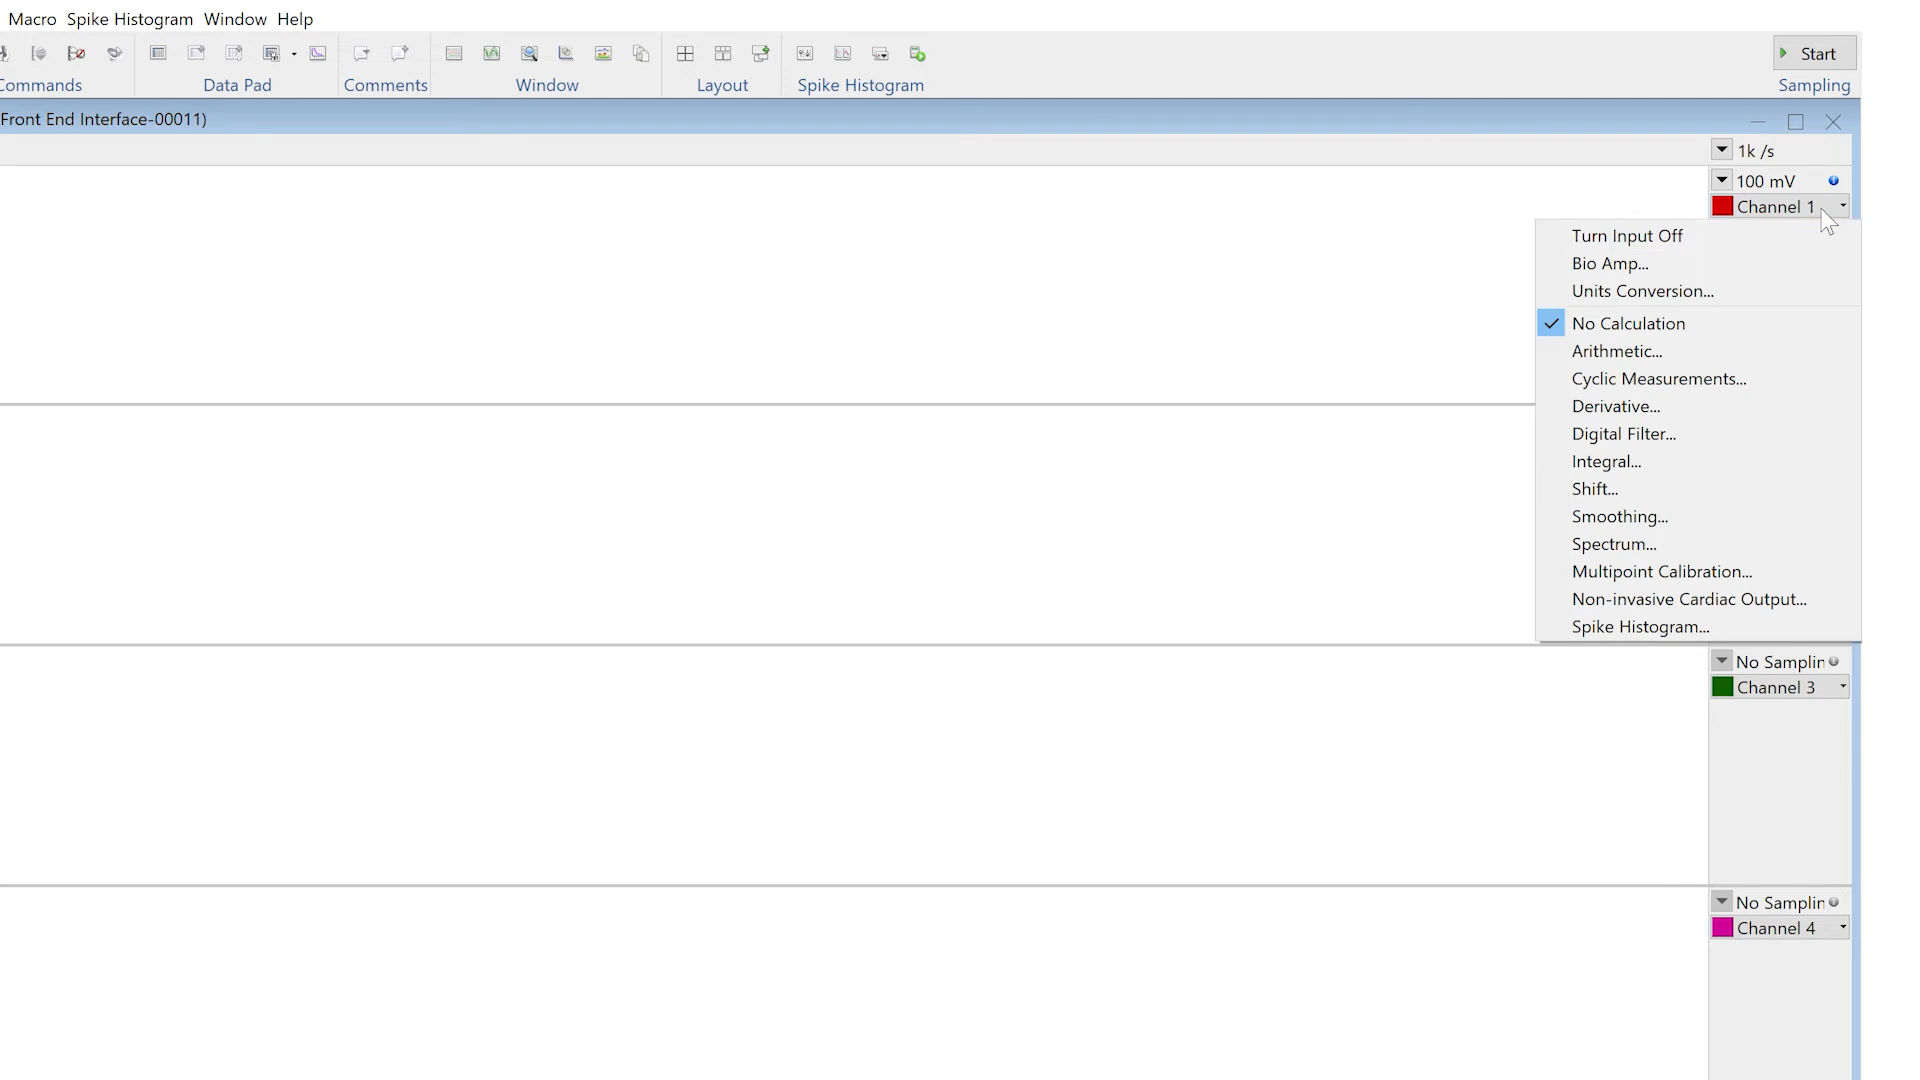 Macro Spike Histogram Window Help
Commands Data Pad Comments Window Layout Spike Histogram
Start
Sampling
Front End Interface-00011)
1k /s
100 mV
Channel 1
Turn Input Off
Bio Amp...
Units Conversion...
No Calculation
Arithmetic...
Cyclic Measurements...
Derivative...
Digital Filter...
Integral...
Shift...
Smoothing...
Spectrum...
Multipoint Calibration...
Non-invasive Cardiac Output...
Spike Histogram...
No Samplin
Channel 3
No Samplin
Channel 4